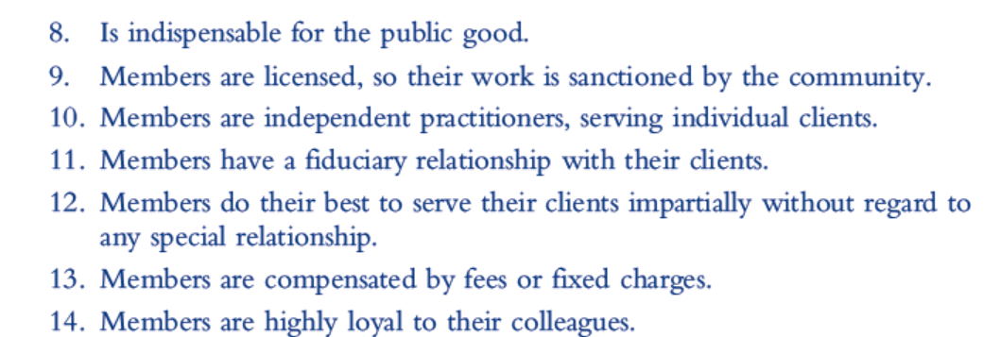 8. Is indispensable for the public good.
9. Members are licensed, so their work is sanctioned by the community.
10. Members are independent practitioners, serving individual clients.
11. Members have a fiduciary relationship with their clients.
12. Members do their best to serve their clients impartially without regard to
any special relationship.
13. Members are compensated by fees or fixed charges.
14. Members are highly loyal to their colleagues.